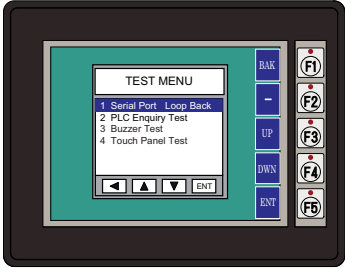 TEST MENU
1 Serial Port Loop Back
2 PLC Enquiry Test
3 Buzzer Test
4 Touch Panel Test
ENT
BAK
–
UP
DWN
ENT
F1
F2
F3
F4
F5